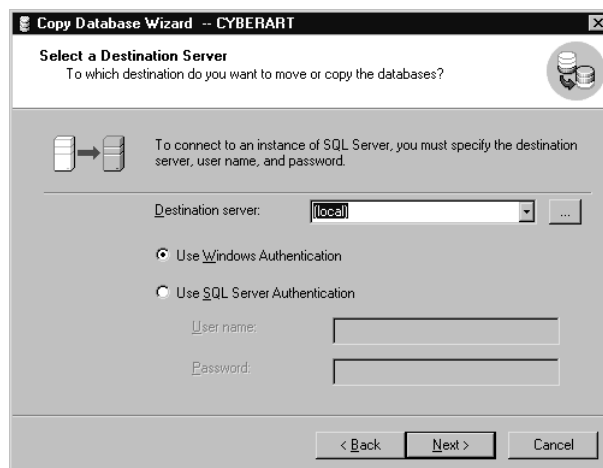 Copy Database Wizard -- CYBERART
Select a Destination Server
To which destination do you want to move or copy the databases?
To connect to an instance of SQL Server, you must specify the destination
server, user name, and password.
Destination server: (local) ...
Use Windows Authentication
Use SQL Server Authentication
User name:
Password:
< Back Next > Cancel